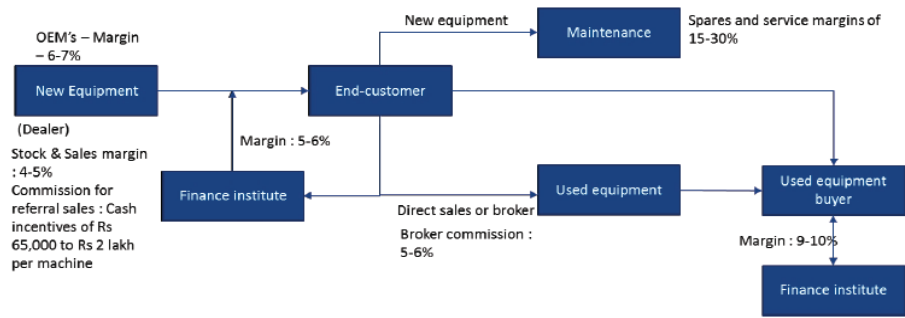 OEM's – Margin
– 6-7%
New Equipment
(Dealer)
Stock & Sales margin
: 4-5%
Commission for
referral sales : Cash
incentives of Rs
65,000 to Rs 2 lakh
per machine
Margin : 5-6%
Finance institute
End-customer
New equipment
Maintenance
Spares and service margins of
15-30%
Direct sales or broker
Broker commission :
5-6%
Used equipment
Used equipment
buyer
Margin : 9-10%
Finance institute